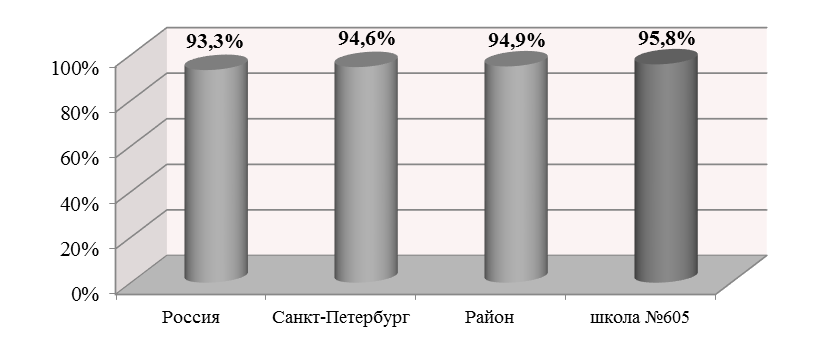 93,3%
94,6%
94,9%
95,8%
100%
80%
60%
40%
20%
0%
Россия
Санкт-Петербург
Район
школа №605